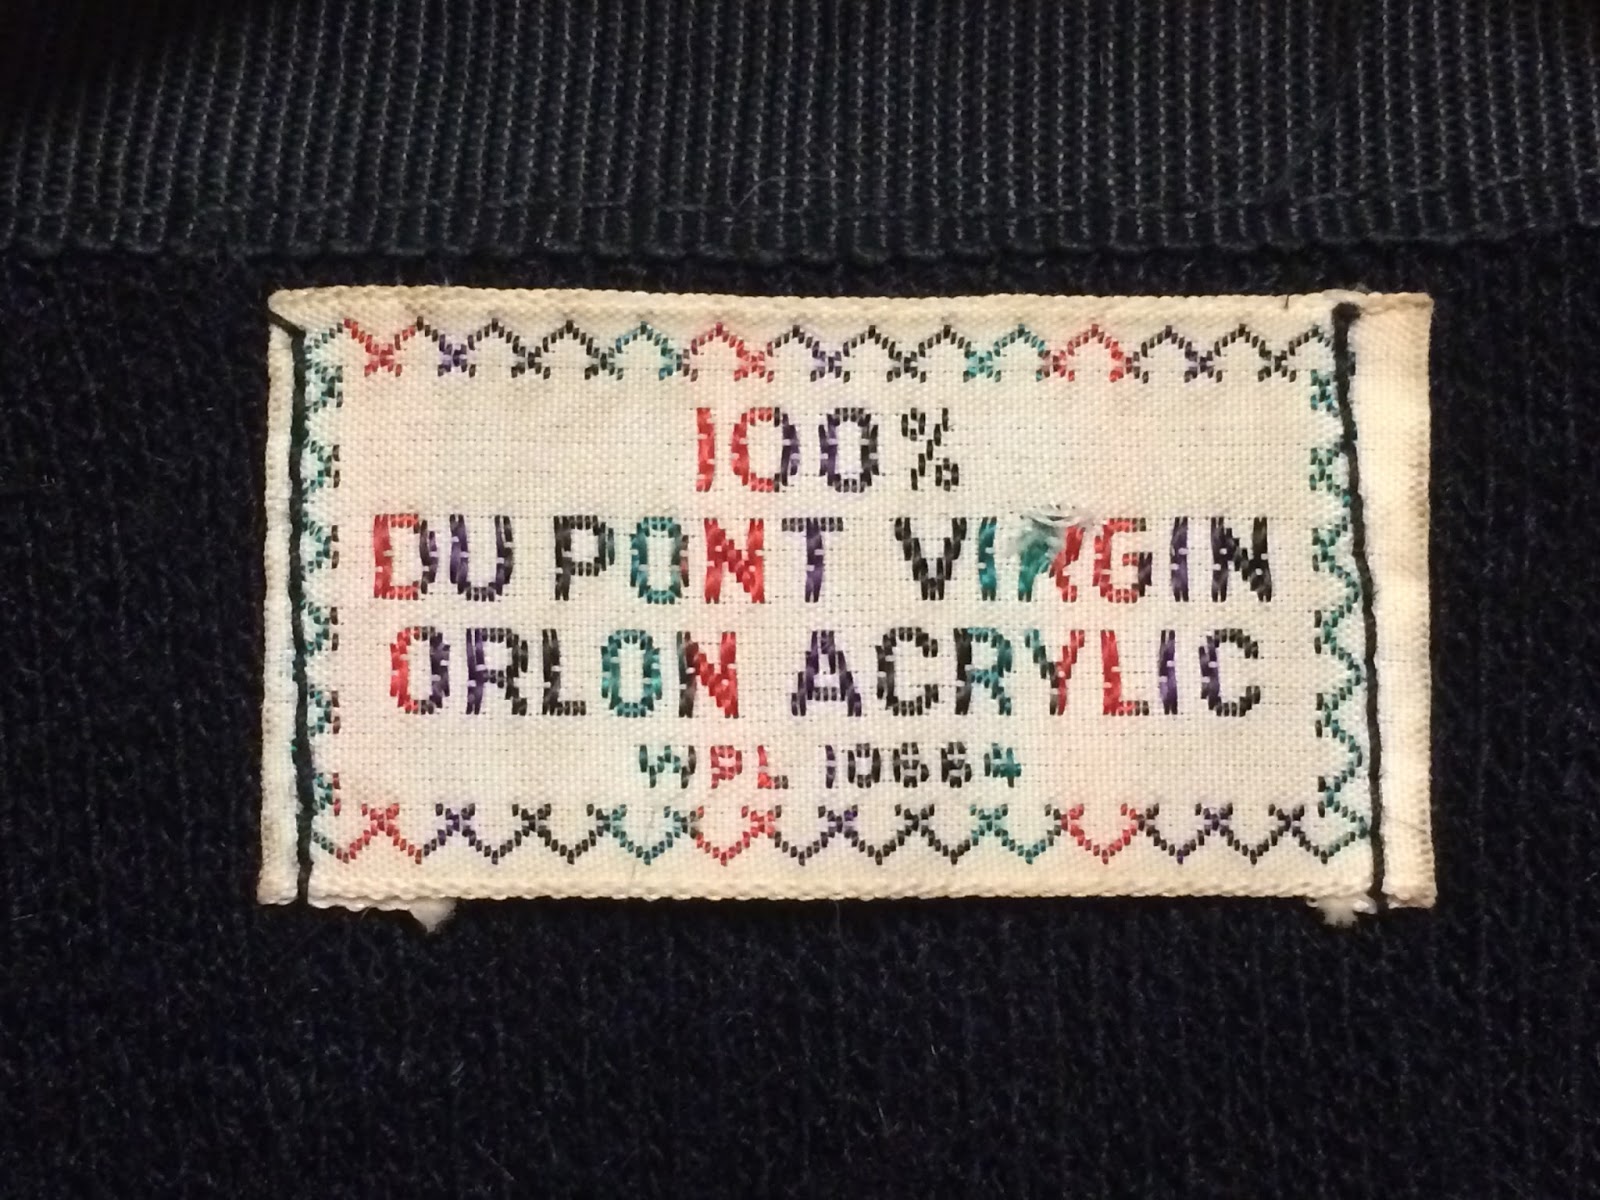 100%
DU PONT VIRGIN
ORLON ACRYLIC
WPL 10664